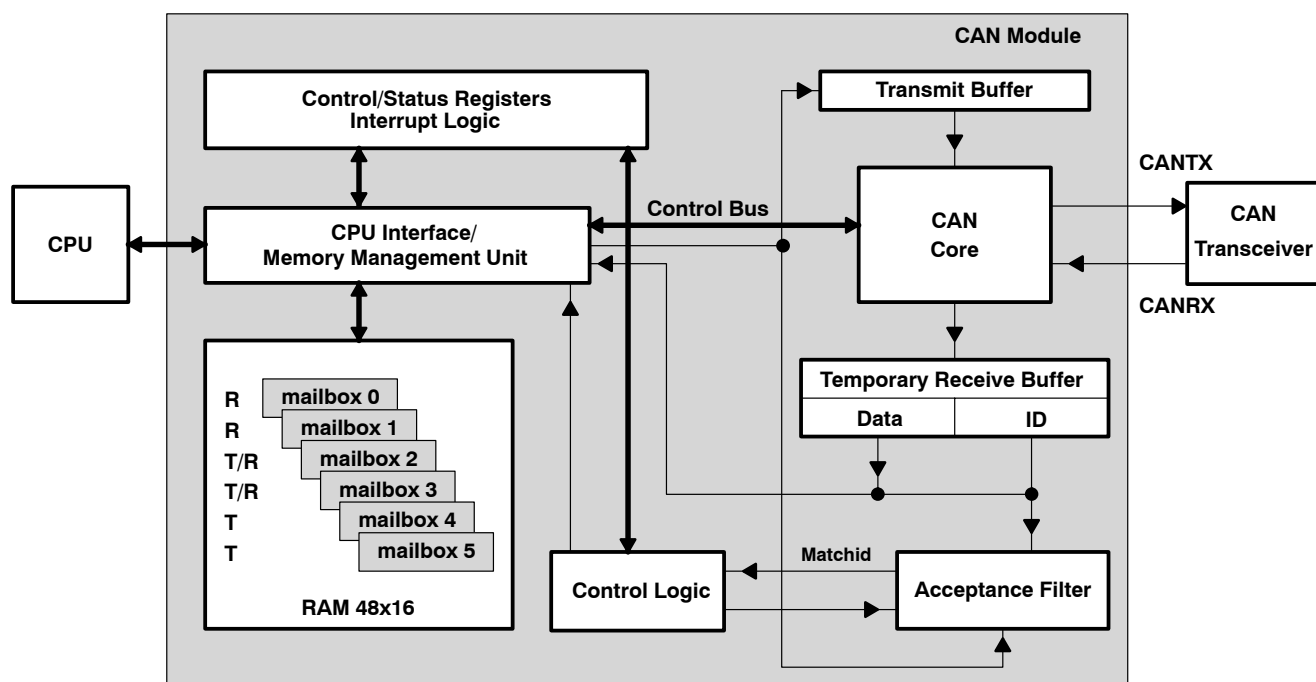 CAN Module
Control/Status Registers
Interrupt Logic
Transmit Buffer
CANTX
CPU
CPU Interface/
Memory Management Unit
Control Bus
CAN
Core
CAN
Transceiver
CANRX
Temporary Receive Buffer
Data
ID
R
mailbox 0
R
mailbox 1
T/R
mailbox 2
T/R
mailbox 3
T
mailbox 4
T
mailbox 5
RAM 48x16
Matchid
Control Logic
Acceptance Filter